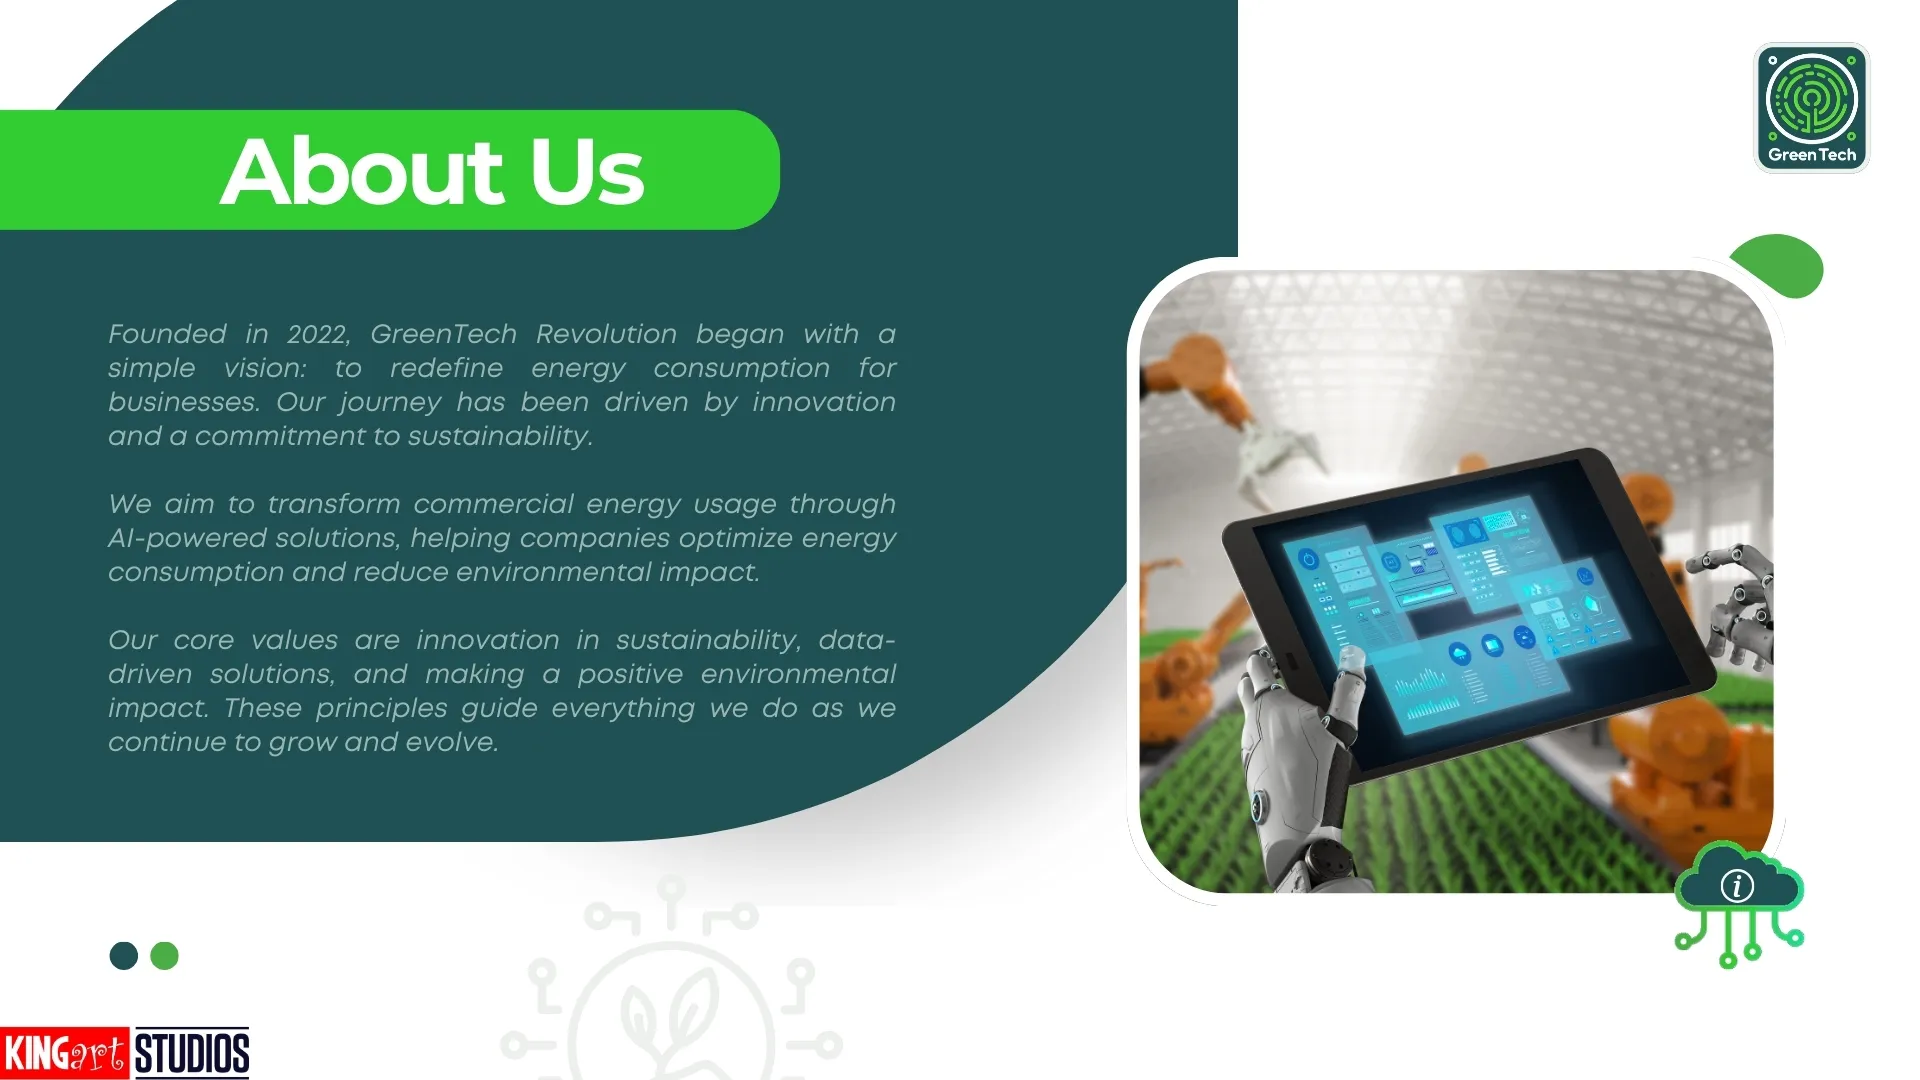 About Us
GreenTech
Founded in 2022, GreenTech Revolution began with a
simple vision: to redefine energy consumption for
businesses. Our journey has been driven by innovation
and a commitment to sustainability.
We aim to transform commercial energy usage through
AI-powered solutions, helping companies optimize energy
consumption and reduce environmental impact.
Our core values are innovation in sustainability, data-
driven solutions, and making a positive environmental
impact. These principles guide everything we do as we
continue to grow and evolve.
i
KINGart STUDIOS